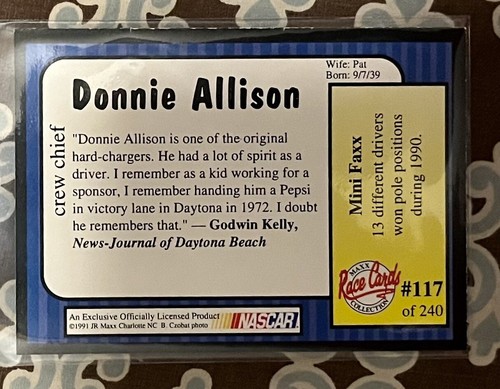 Wife: Pat
Born: 9/7/39
Donnie Allison
crew chief
"Donnie Allison is one of the original
hard-chargers. He had a lot of spirit as a
driver. I remember as a kid working for a
sponsor, I remember handing him a Pepsi
in victory lane in Daytona in 1972. I doubt
he remembers that." — Godwin Kelly,
News-Journal of Daytona Beach
Mini Faxx
13 different drivers
won pole positions
during 1990.
MAXX
Race Cards
COLLECTION
#117
of 240
An Exclusive Officially Licensed Product
©1991 JR Maxx Charlotte NC B. Czobat photo
NASCAR